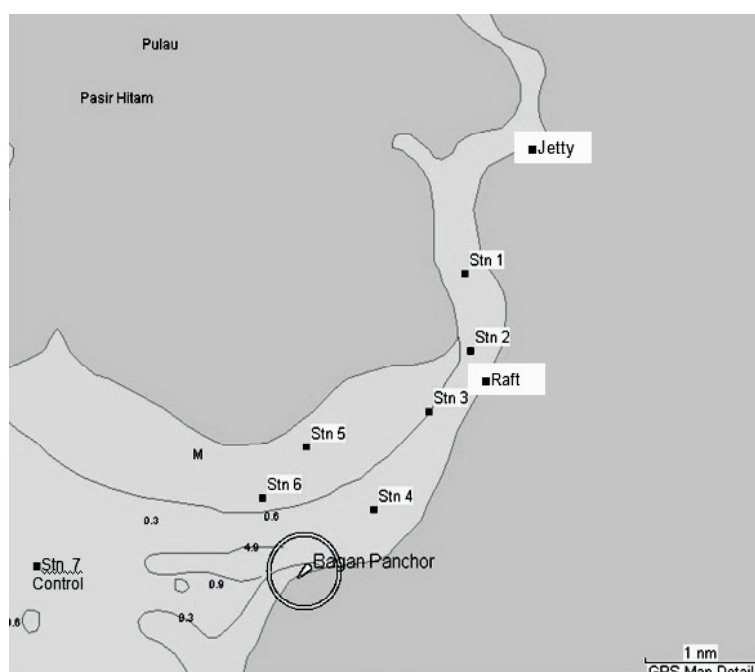 Pulau
Pasir Hitam
Jetty
Stn 1
Stn 2
Raft
Stn 3
Stn 5
M
Stn 6
Stn 4
0.3
0.6
4.9
Bagan Panchor
Stn 7
Control
0.9
0.3
1 nm
GPS Map Detail